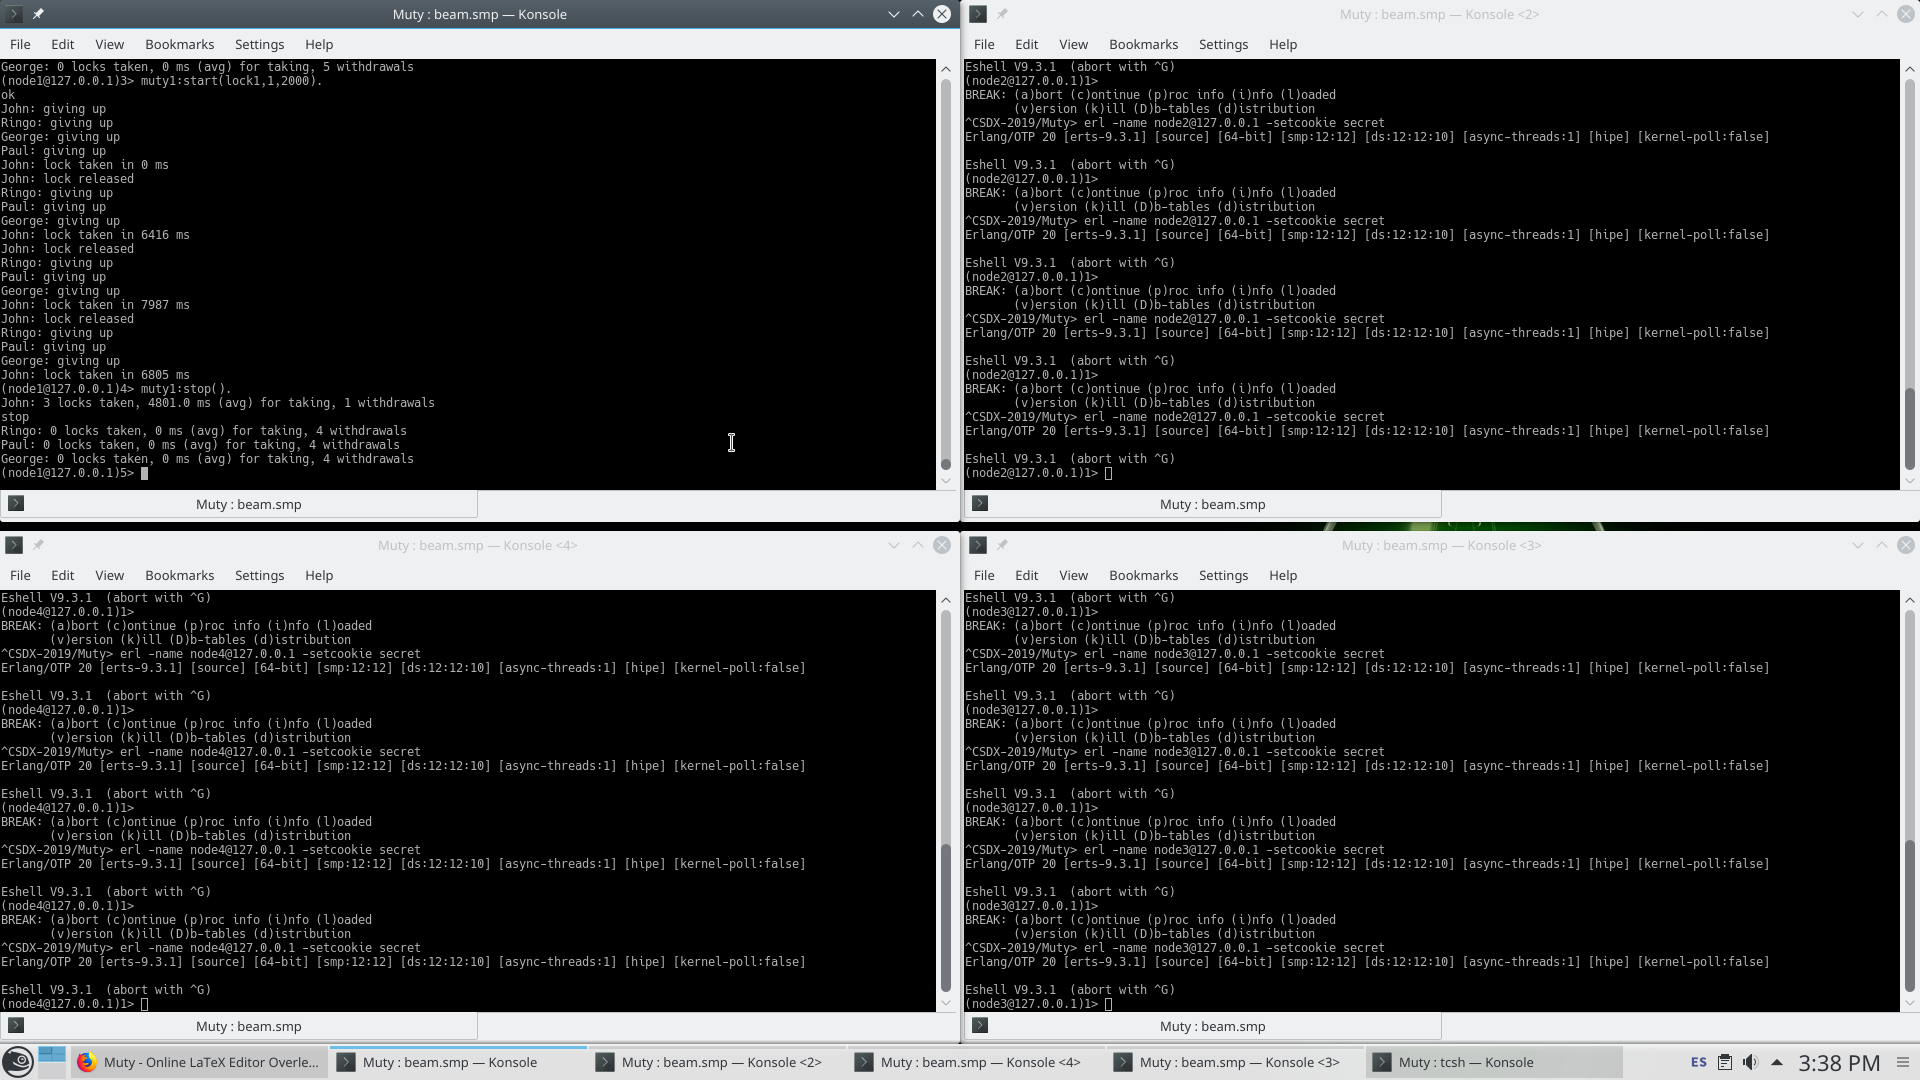 Muty : beam.smp — Konsole
File Edit View Bookmarks Settings Help
George: 0 locks taken, 0 ms (avg) for taking, 5 withdrawals
(node1@127.0.0.1)3> muty1:start(lock1,1,2000).
ok
John: giving up
Ringo: giving up
George: giving up
Paul: giving up
John: lock taken in 0 ms
John: lock released
Ringo: giving up
Paul: giving up
George: giving up
John: lock taken in 6416 ms
John: lock released
Ringo: giving up
Paul: giving up
George: giving up
John: lock taken in 7987 ms
John: lock released
Ringo: giving up
Paul: giving up
George: giving up
John: lock taken in 6805 ms
(node1@127.0.0.1)4> muty1:stop().
John: 3 locks taken, 4801.0 ms (avg) for taking, 1 withdrawals
stop
Ringo: 0 locks taken, 0 ms (avg) for taking, 4 withdrawals
Paul: 0 locks taken, 0 ms (avg) for taking, 4 withdrawals
George: 0 locks taken, 0 ms (avg) for taking, 4 withdrawals
(node1@127.0.0.1)5>
Muty : beam.smp
Muty : beam.smp — Konsole <2>
File Edit View Bookmarks Settings Help
Eshell V9.3.1  (abort with ^G)
(node2@127.0.0.1)1>
BREAK: (a)bort (c)ontinue (p)roc info (i)nfo (l)oaded
(v)ersion (k)ill (D)b-tables (d)istribution
^CSDX-2019/Muty> erl -name node2@127.0.0.1 -setcookie secret
Erlang/OTP 20 [erts-9.3.1] [source] [64-bit] [smp:12:12] [ds:12:12:10] [async-threads:1] [hipe] [kernel-poll:false]
Eshell V9.3.1  (abort with ^G)
(node2@127.0.0.1)1>
BREAK: (a)bort (c)ontinue (p)roc info (i)nfo (l)oaded
(v)ersion (k)ill (D)b-tables (d)istribution
^CSDX-2019/Muty> erl -name node2@127.0.0.1 -setcookie secret
Erlang/OTP 20 [erts-9.3.1] [source] [64-bit] [smp:12:12] [ds:12:12:10] [async-threads:1] [hipe] [kernel-poll:false]
Eshell V9.3.1  (abort with ^G)
(node2@127.0.0.1)1>
BREAK: (a)bort (c)ontinue (p)roc info (i)nfo (l)oaded
(v)ersion (k)ill (D)b-tables (d)istribution
^CSDX-2019/Muty> erl -name node2@127.0.0.1 -setcookie secret
Erlang/OTP 20 [erts-9.3.1] [source] [64-bit] [smp:12:12] [ds:12:12:10] [async-threads:1] [hipe] [kernel-poll:false]
Eshell V9.3.1  (abort with ^G)
(node2@127.0.0.1)1>
BREAK: (a)bort (c)ontinue (p)roc info (i)nfo (l)oaded
(v)ersion (k)ill (D)b-tables (d)istribution
^CSDX-2019/Muty> erl -name node2@127.0.0.1 -setcookie secret
Erlang/OTP 20 [erts-9.3.1] [source] [64-bit] [smp:12:12] [ds:12:12:10] [async-threads:1] [hipe] [kernel-poll:false]
Eshell V9.3.1  (abort with ^G)
(node2@127.0.0.1)1>
Muty : beam.smp
Muty : beam.smp — Konsole <4>
File Edit View Bookmarks Settings Help
Eshell V9.3.1  (abort with ^G)
(node4@127.0.0.1)1>
BREAK: (a)bort (c)ontinue (p)roc info (i)nfo (l)oaded
(v)ersion (k)ill (D)b-tables (d)istribution
^CSDX-2019/Muty> erl -name node4@127.0.0.1 -setcookie secret
Erlang/OTP 20 [erts-9.3.1] [source] [64-bit] [smp:12:12] [ds:12:12:10] [async-threads:1] [hipe] [kernel-poll:false]
Eshell V9.3.1  (abort with ^G)
(node4@127.0.0.1)1>
BREAK: (a)bort (c)ontinue (p)roc info (i)nfo (l)oaded
(v)ersion (k)ill (D)b-tables (d)istribution
^CSDX-2019/Muty> erl -name node4@127.0.0.1 -setcookie secret
Erlang/OTP 20 [erts-9.3.1] [source] [64-bit] [smp:12:12] [ds:12:12:10] [async-threads:1] [hipe] [kernel-poll:false]
Eshell V9.3.1  (abort with ^G)
(node4@127.0.0.1)1>
BREAK: (a)bort (c)ontinue (p)roc info (i)nfo (l)oaded
(v)ersion (k)ill (D)b-tables (d)istribution
^CSDX-2019/Muty> erl -name node4@127.0.0.1 -setcookie secret
Erlang/OTP 20 [erts-9.3.1] [source] [64-bit] [smp:12:12] [ds:12:12:10] [async-threads:1] [hipe] [kernel-poll:false]
Eshell V9.3.1  (abort with ^G)
(node4@127.0.0.1)1>
BREAK: (a)bort (c)ontinue (p)roc info (i)nfo (l)oaded
(v)ersion (k)ill (D)b-tables (d)istribution
^CSDX-2019/Muty> erl -name node4@127.0.0.1 -setcookie secret
Erlang/OTP 20 [erts-9.3.1] [source] [64-bit] [smp:12:12] [ds:12:12:10] [async-threads:1] [hipe] [kernel-poll:false]
Eshell V9.3.1  (abort with ^G)
(node4@127.0.0.1)1>
Muty : beam.smp
Muty : beam.smp — Konsole <3>
File Edit View Bookmarks Settings Help
Eshell V9.3.1  (abort with ^G)
(node3@127.0.0.1)1>
BREAK: (a)bort (c)ontinue (p)roc info (i)nfo (l)oaded
(v)ersion (k)ill (D)b-tables (d)istribution
^CSDX-2019/Muty> erl -name node3@127.0.0.1 -setcookie secret
Erlang/OTP 20 [erts-9.3.1] [source] [64-bit] [smp:12:12] [ds:12:12:10] [async-threads:1] [hipe] [kernel-poll:false]
Eshell V9.3.1  (abort with ^G)
(node3@127.0.0.1)1>
BREAK: (a)bort (c)ontinue (p)roc info (i)nfo (l)oaded
(v)ersion (k)ill (D)b-tables (d)istribution
^CSDX-2019/Muty> erl -name node3@127.0.0.1 -setcookie secret
Erlang/OTP 20 [erts-9.3.1] [source] [64-bit] [smp:12:12] [ds:12:12:10] [async-threads:1] [hipe] [kernel-poll:false]
Eshell V9.3.1  (abort with ^G)
(node3@127.0.0.1)1>
BREAK: (a)bort (c)ontinue (p)roc info (i)nfo (l)oaded
(v)ersion (k)ill (D)b-tables (d)istribution
^CSDX-2019/Muty> erl -name node3@127.0.0.1 -setcookie secret
Erlang/OTP 20 [erts-9.3.1] [source] [64-bit] [smp:12:12] [ds:12:12:10] [async-threads:1] [hipe] [kernel-poll:false]
Eshell V9.3.1  (abort with ^G)
(node3@127.0.0.1)1>
BREAK: (a)bort (c)ontinue (p)roc info (i)nfo (l)oaded
(v)ersion (k)ill (D)b-tables (d)istribution
^CSDX-2019/Muty> erl -name node3@127.0.0.1 -setcookie secret
Erlang/OTP 20 [erts-9.3.1] [source] [64-bit] [smp:12:12] [ds:12:12:10] [async-threads:1] [hipe] [kernel-poll:false]
Eshell V9.3.1  (abort with ^G)
(node3@127.0.0.1)1>
Muty : beam.smp
Muty - Online LaTeX Editor Overle... Muty : beam.smp — Konsole Muty : beam.smp — Konsole <2> Muty : beam.smp — Konsole <4> Muty : beam.smp — Konsole <3> Muty : tcsh — Konsole ES 3:38 PM